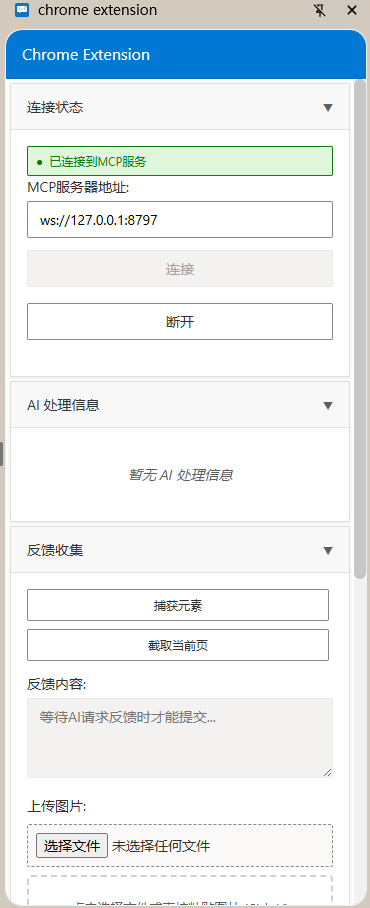 chrome extension
Chrome Extension
连接状态
已连接到MCP服务
MCP服务器地址:
ws://127.0.0.1:8797
连接
断开
AI 处理信息
暂无 AI 处理信息
反馈收集
捕获元素
截取当前页
反馈内容:
等待AI请求反馈时才能提交...
上传图片:
选择文件 未选择任何文件